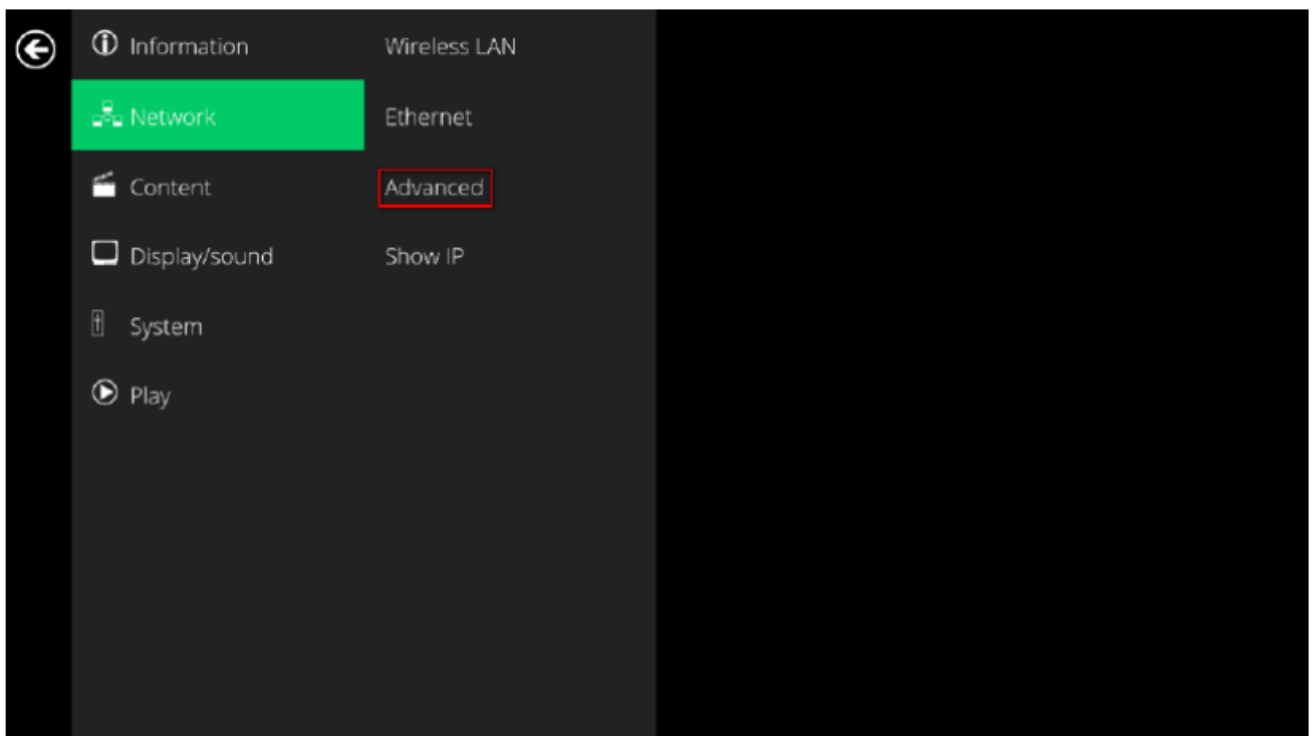 Information
Network
Content
Display/sound
System
Play
Wireless LAN
Ethernet
Advanced
Show IP